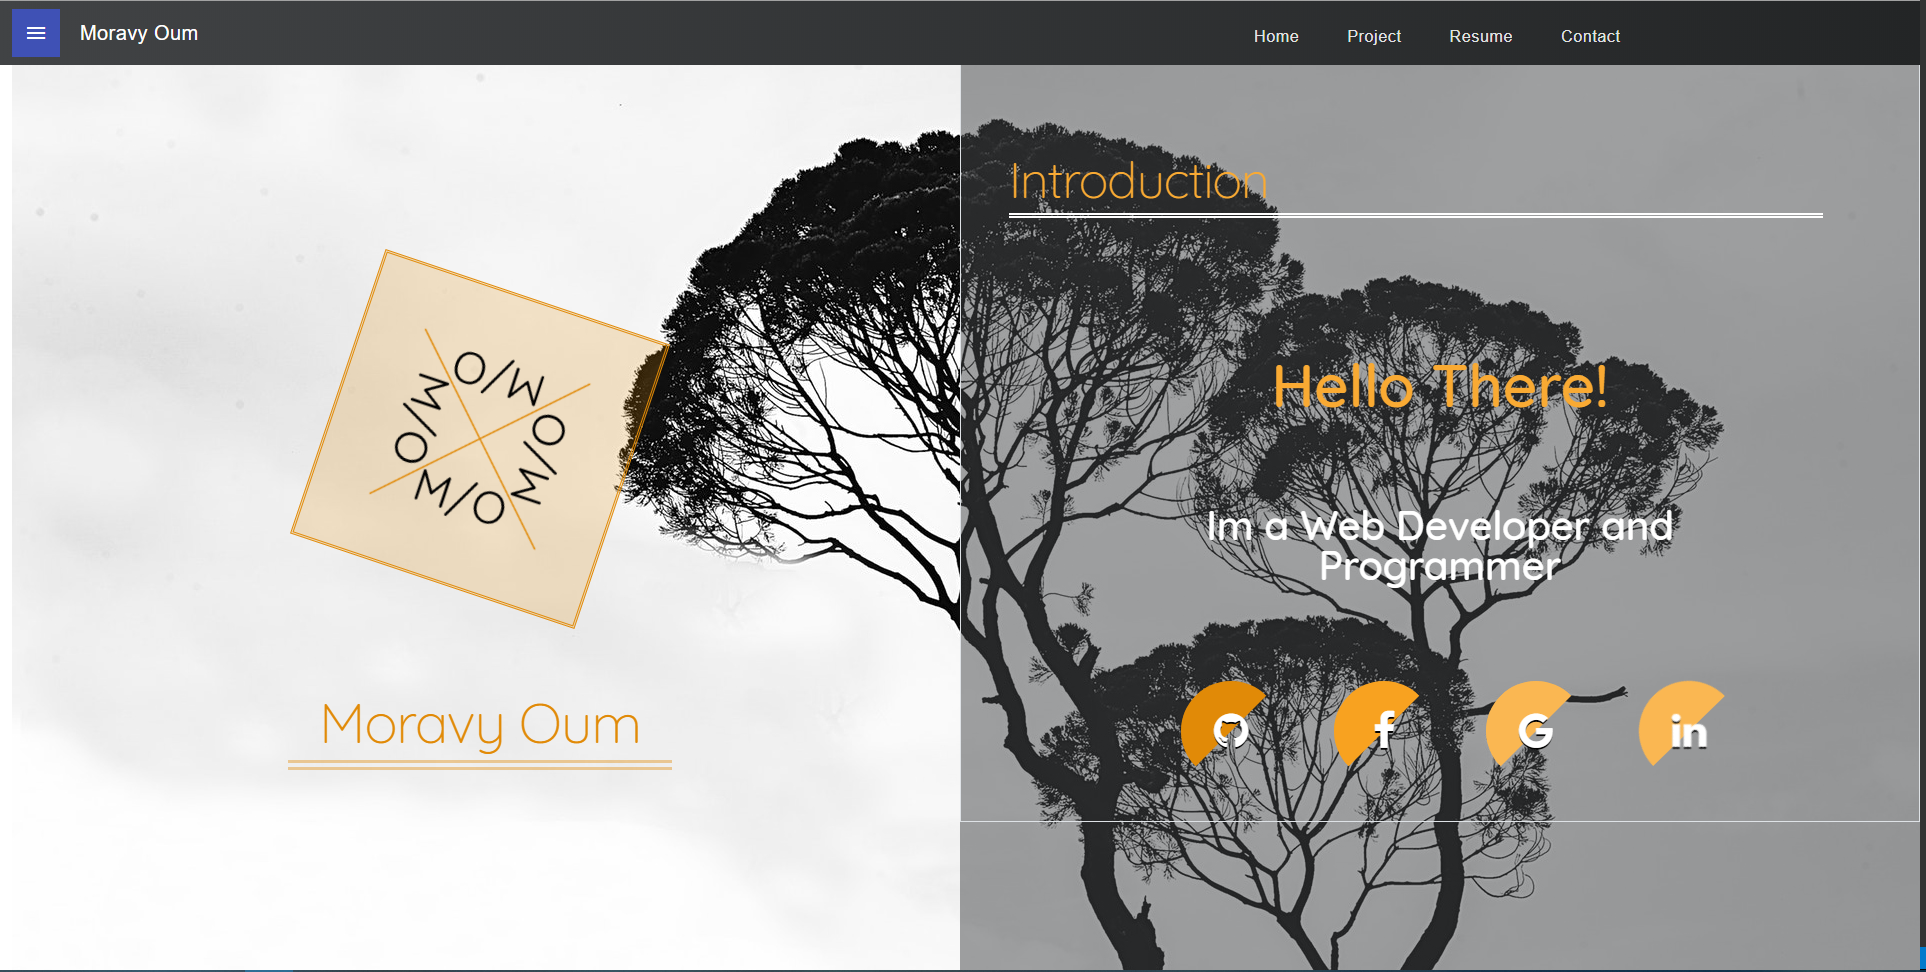 Moravy Oum
Home Project Resume Contact
Introduction
M/O
M/O
M/O
M/O
Hello There!
Im a Web Developer and
Programmer
Moravy Oum
f G in